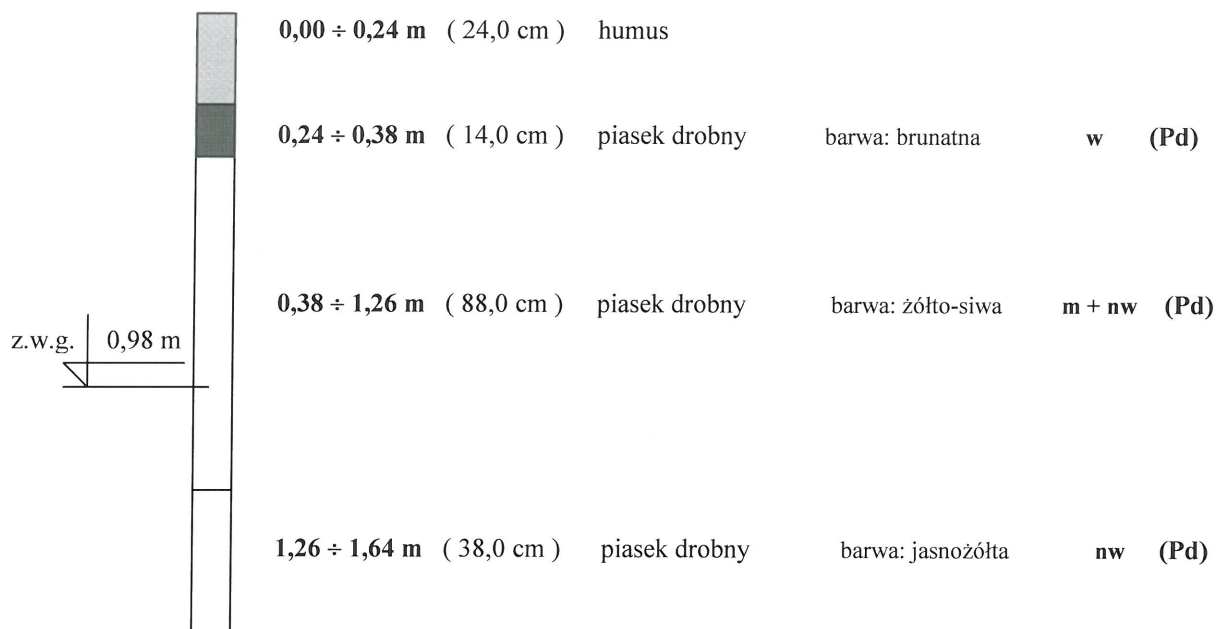 0,00 ÷ 0,24 m ( 24,0 cm ) humus
0,24 ÷ 0,38 m ( 14,0 cm ) piasek drobny barwa: brunatna w (Pd)
0,38 ÷ 1,26 m ( 88,0 cm ) piasek drobny barwa: żółto-siwa m + nw (Pd)
z.w.g. 0,98 m
1,26 ÷ 1,64 m ( 38,0 cm ) piasek drobny barwa: jasnożółta nw (Pd)